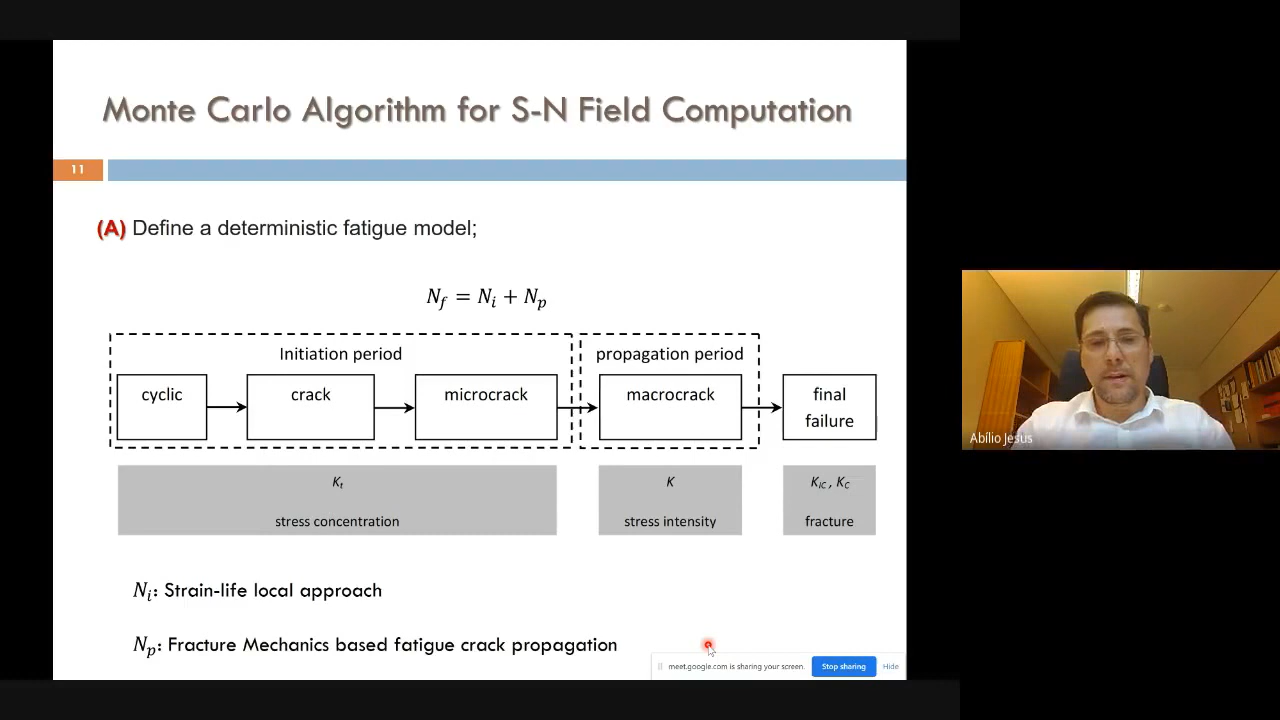 Monte Carlo Algorithm for S-N Field Computation
11
(A) Define a deterministic fatigue model;
N_f = N_i + N_p
Initiation period
propagation period
cyclic
crack
microcrack
macrocrack
final
failure
K_t
stress concentration
K
stress intensity
K_IC, K_C
fracture
N_i: Strain-life local approach
N_p: Fracture Mechanics based fatigue crack propagation
meet.google.com is sharing your screen.
Stop sharing
Hide
Abílio Jesus